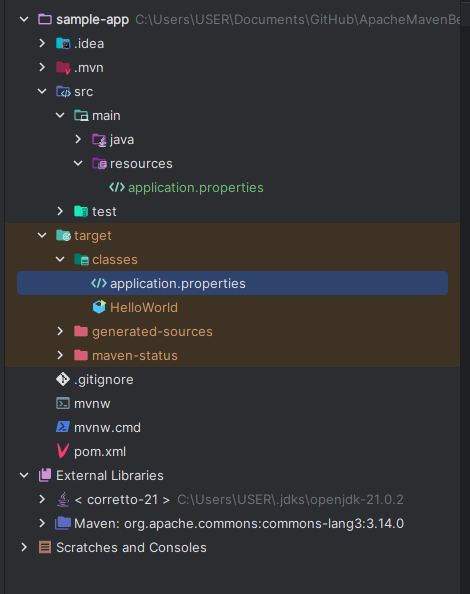 sample-app C:\Users\USER\Documents\GitHub\ApacheMavenBe
.idea
.mvn
src
main
java
resources
application.properties
test
target
classes
application.properties
HelloWorld
generated-sources
maven-status
.gitignore
mvnw
mvnw.cmd
pom.xml
External Libraries
< corretto-21 > C:\Users\USER\.jdks\openjdk-21.0.2
Maven: org.apache.commons:commons-lang3:3.14.0
Scratches and Consoles